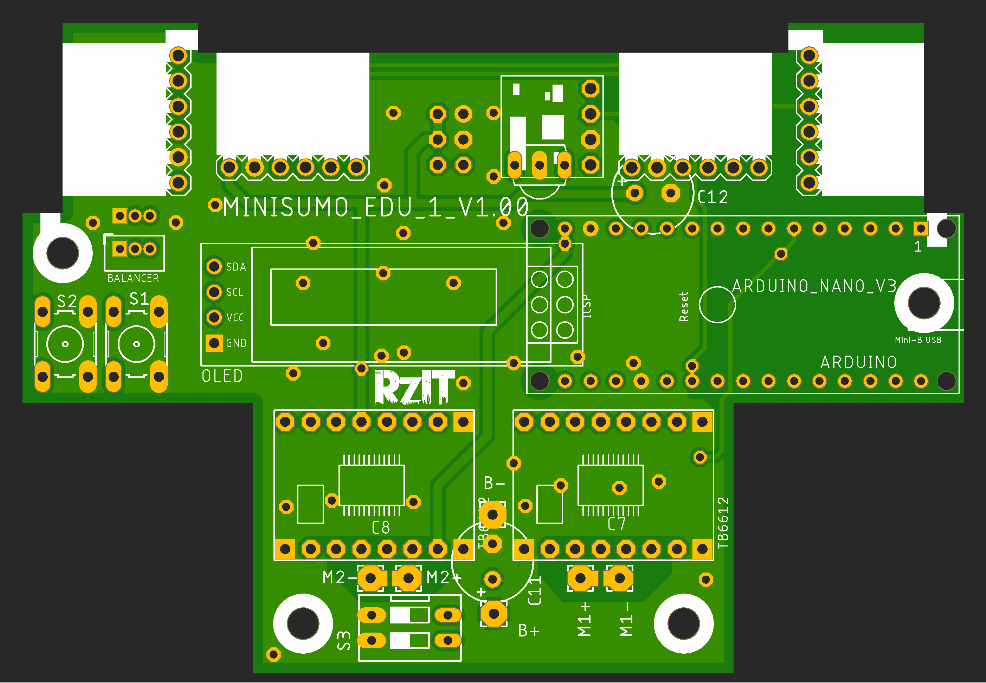 +
C12
MINISUMO_EDU_1_V1.00
1
BALANCER
SDA
SCL
VCC
GND
ICSP
Reset
ARDUINO_NANO_V3
Mini-B USB
ARDUINO
S2
S1
OLED
RzIT
B-
C8
C7
TB6612
TB6612
M2-
M2+
+
C11
B+
M1+
M1-
S3